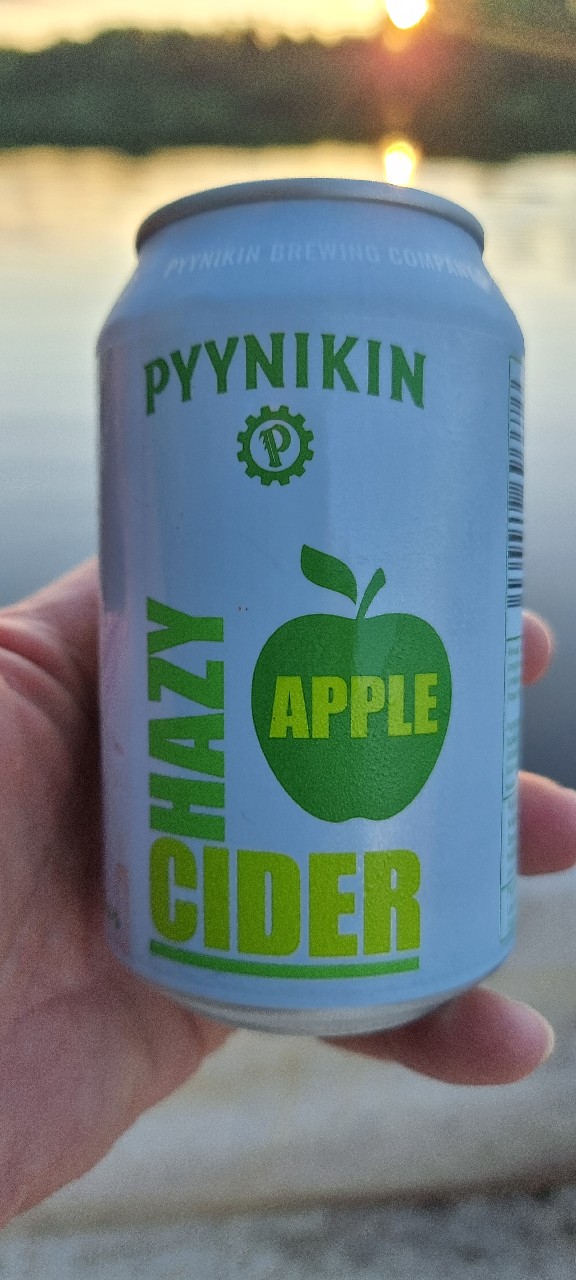 PYYNIKIN BREWING COMPANY
PYYNIKIN
P
HAZY
APPLE
CIDER